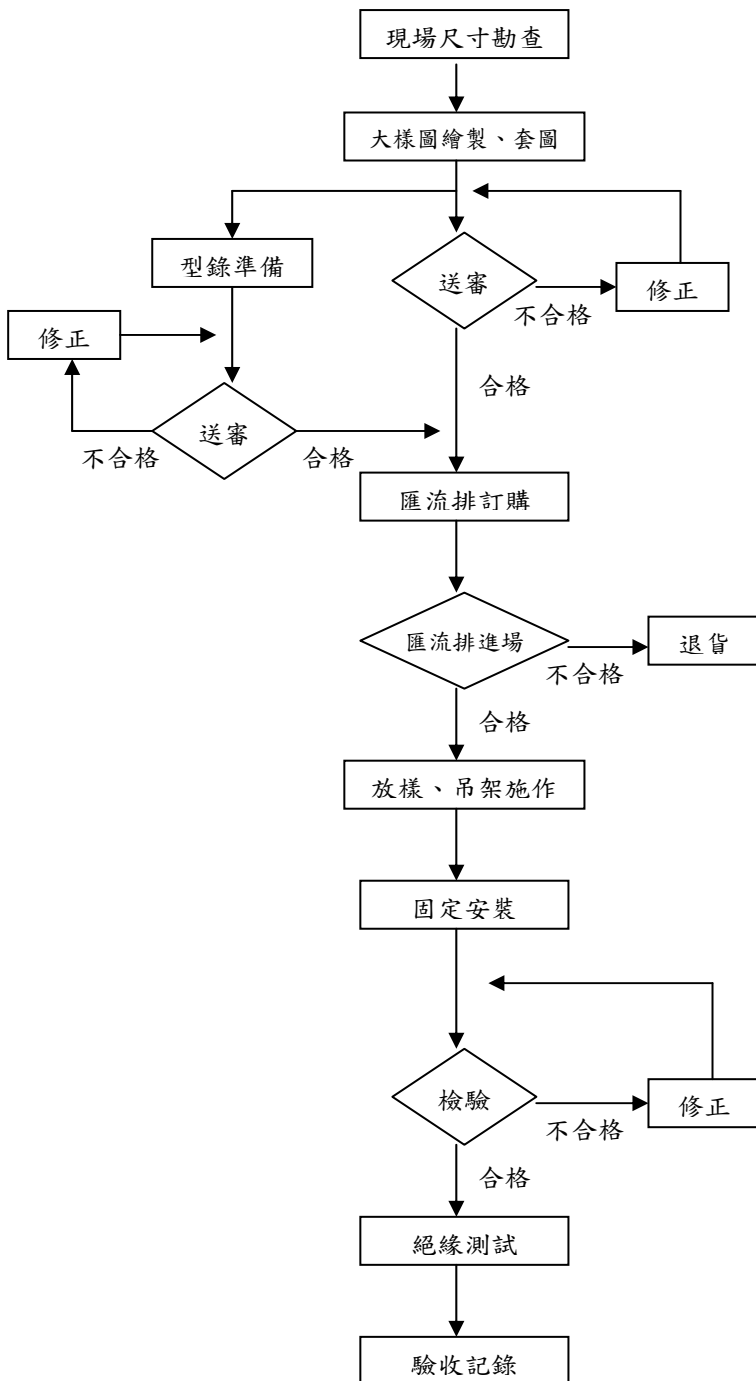 現場尺寸勘查
大樣圖繪製、套圖
型錄準備
送審
不合格
修正
修正
合格
送審
不合格
合格
匯流排訂購
匯流排進場
退貨
不合格
合格
放樣、吊架施作
固定安裝
檢驗
修正
不合格
合格
絕緣測試
驗收記錄